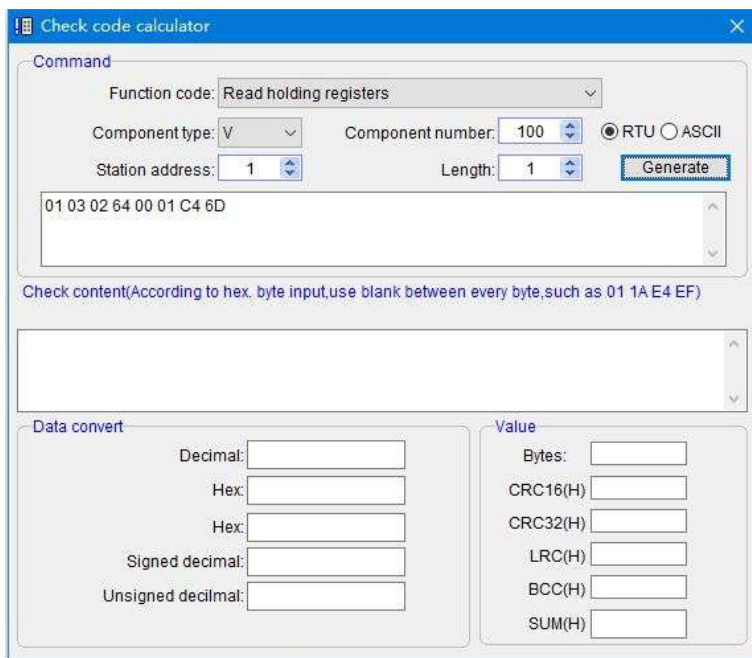 Check code calculator
Command
Function code: Read holding registers
Component type: V Component number: 100 RTU ASCII
Station address: 1 Length: 1 Generate
01 03 02 64 00 01 C4 6D
Check content(According to hex. byte input,use blank between every byte,such as 01 1A E4 EF)
Data convert
Decimal:
Hex:
Hex:
Signed decimal:
Unsigned decilmal:
Value
Bytes:
CRC16(H)
CRC32(H)
LRC(H)
BCC(H)
SUM(H)